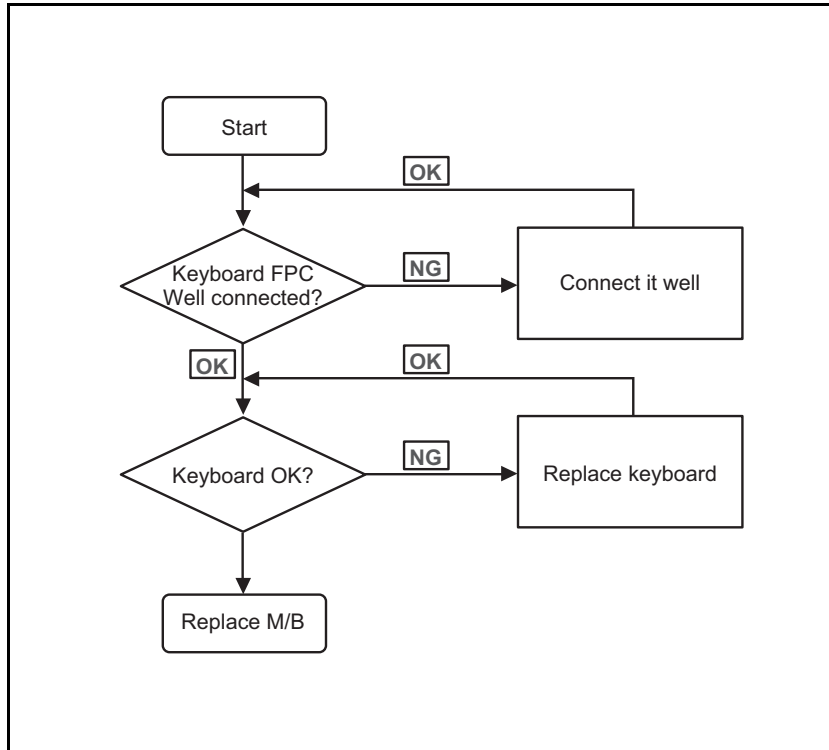 Start
OK
Keyboard FPC
Well connected?
NG
Connect it well
OK
OK
Keyboard OK?
NG
Replace keyboard
Replace M/B